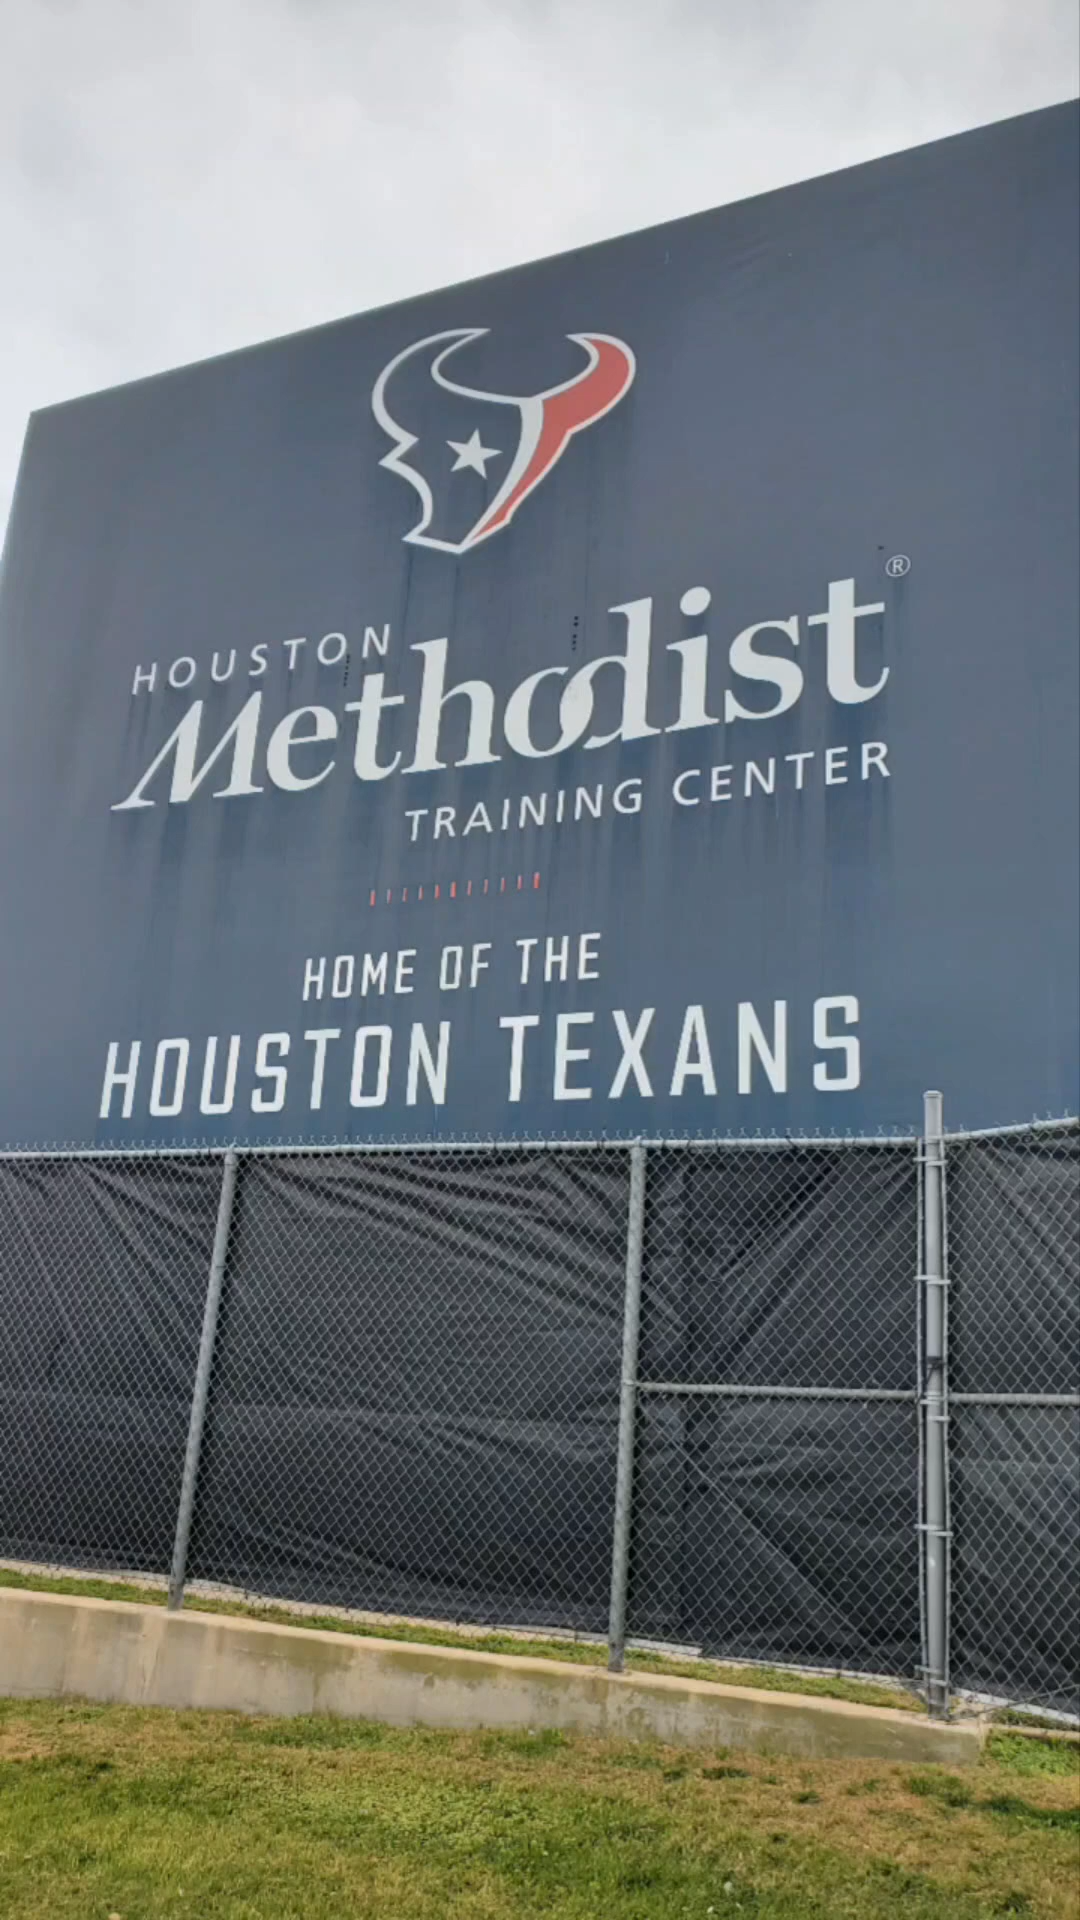 HOUSTON
Methodist®
TRAINING CENTER
HOME OF THE
HOUSTON TEXANS